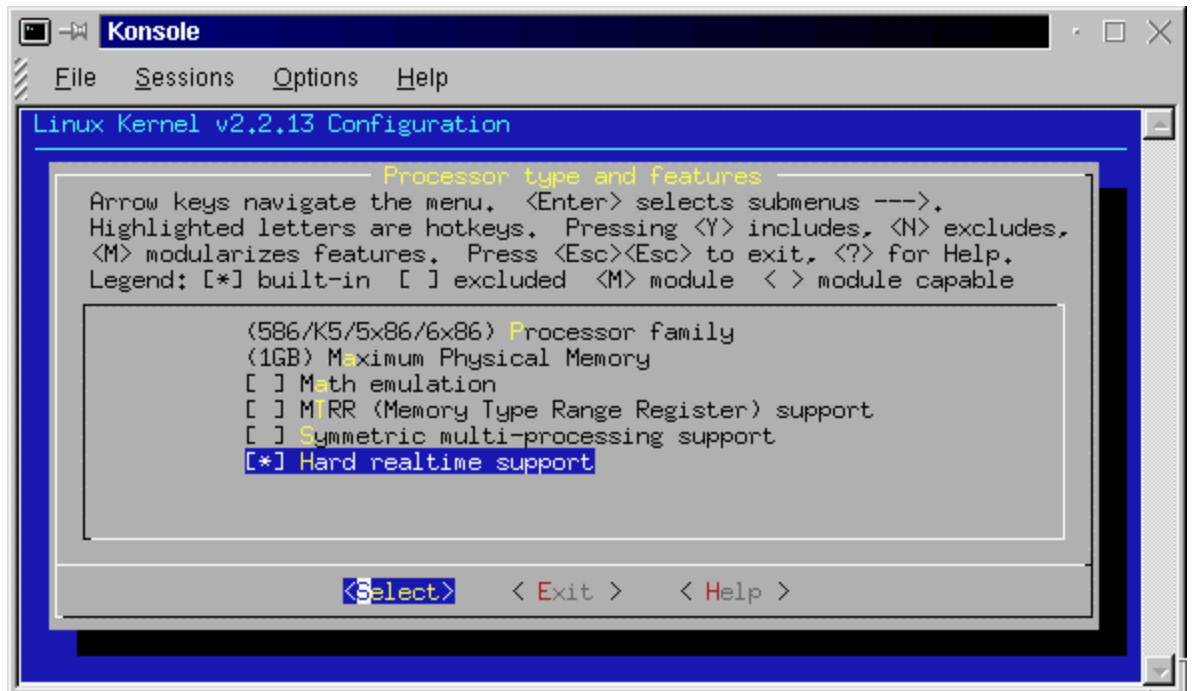 Konsole
File Sessions Options Help
Linux Kernel v2.2.13 Configuration
Processor type and features
Arrow keys navigate the menu. <Enter> selects submenus --->.
Highlighted letters are hotkeys. Pressing <Y> includes, <N> excludes,
<M> modularizes features. Press <Esc><Esc> to exit, <?> for Help.
Legend: [*] built-in [ ] excluded <M> module < > module capable
(586/K5/5x86/6x86) Processor family
(1GB) Maximum Physical Memory
[ ] Math emulation
[ ] MTRR (Memory Type Range Register) support
[ ] Symmetric multi-processing support
[*] Hard realtime support
<Select> < Exit > < Help >